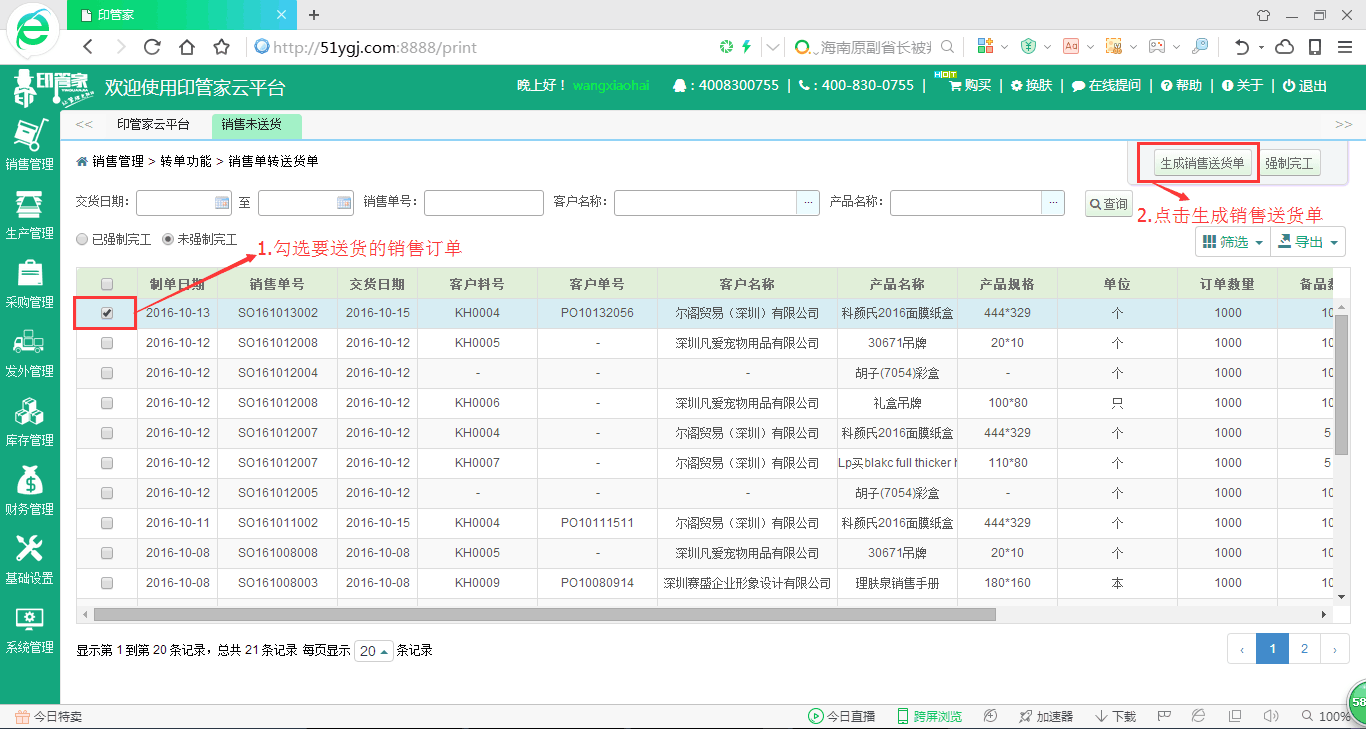 印管家
http://51ygj.com:8888/print
海南原副省长被
印管家
欢迎使用印管家云平台
晚上好！ wangxiaohai : 4008300755 | : 400-830-0755 | HOT 购买 | 换肤 | 在线提问 | 帮助 | 关于 | 退出
<< 印管家云平台 销售未送货 >>
销售管理
生产管理
采购管理
发外管理
库存管理
财务管理
基础设置
系统管理
销售管理 > 转单功能 > 销售单转送货单
生成销售送货单 强制完工
交货日期： 至 销售单号： 客户名称： ... 产品名称： ... 查询
2.点击生成销售送货单
已强制完工 未强制完工
1.勾选要送货的销售订单
筛选 导出
制单日期 销售单号 交货日期 客户料号 客户单号 客户名称 产品名称 产品规格 单位 订单数量 备品
2016-10-13 SO161013002 2016-10-15 KH0004 PO10132056 尔阁贸易（深圳）有限公司 科颜氏2016面膜纸盒 444*329 个 1000 10
2016-10-12 SO161012008 2016-10-12 KH0005 - 深圳凡爱宠物用品有限公司 30671吊牌 20*10 个 1000 10
2016-10-12 SO161012004 2016-10-12 - - - 胡子(7054)彩盒 - 个 1000 10
2016-10-12 SO161012008 2016-10-12 KH0006 - 深圳凡爱宠物用品有限公司 礼盒吊牌 100*80 只 1000 10
2016-10-12 SO161012007 2016-10-12 KH0004 - 尔阁贸易（深圳）有限公司 科颜氏2016面膜纸盒 444*329 个 1000 5
2016-10-12 SO161012007 2016-10-12 KH0007 - 尔阁贸易（深圳）有限公司 Lp买blakc full thicker 110*80 个 1000 5
2016-10-12 SO161012005 2016-10-12 - - - 胡子(7054)彩盒 - 个 1000 10
2016-10-11 SO161011002 2016-10-15 KH0004 PO10111511 尔阁贸易（深圳）有限公司 科颜氏2016面膜纸盒 444*329 个 1000 10
2016-10-08 SO161008008 2016-10-08 KH0005 - 深圳凡爱宠物用品有限公司 30671吊牌 20*10 个 1000 10
2016-10-08 SO161008003 2016-10-08 KH0009 PO10080914 深圳赛盛企业形象设计有限公司 理肤泉销售手册 180*160 本 1000 10
显示第 1 到第 20 条记录，总共 21 条记录 每页显示 20 条记录
‹ 1 2 ›
58
今日特卖 今日直播 跨屏浏览 加速器 下载 100%